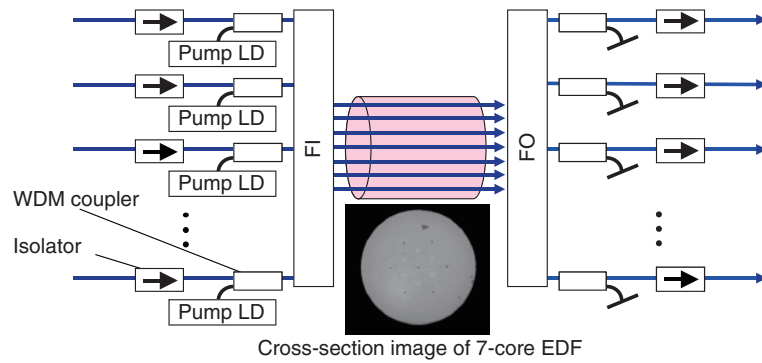 Pump LD
Pump LD
Pump LD
FI
FO
WDM coupler
Isolator
Pump LD
Cross-section image of 7-core EDF